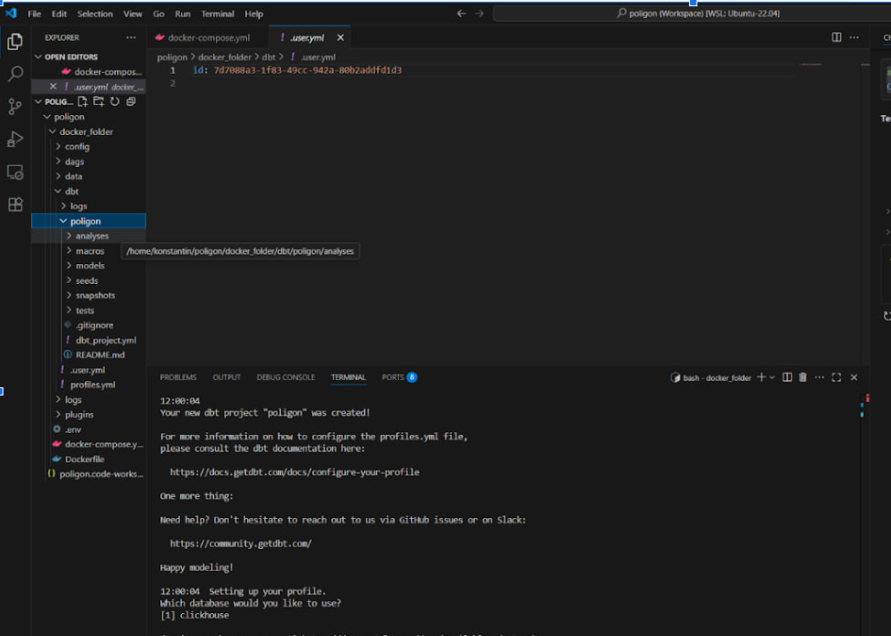 File Edit Selection View Go Run Terminal Help
poligon (Workspace) [WSL: Ubuntu-22.04]
EXPLORER
OPEN EDITORS
docker-compos...
.user.yml docker_...
POLIG...
poligon
docker_folder
config
dags
data
dbt
logs
poligon
analyses
macros
models
seeds
snapshots
tests
.gitignore
dbt_project.yml
README.md
.user.yml
profiles.yml
logs
plugins
.env
docker-compose.y...
Dockerfile
poligon.code-works...
/home/konstantin/poligon/docker_folder/dbt/poligon/analyses
docker-compose.yml
.user.yml
poligon > docker_folder > dbt > .user.yml
1 id: 7d7088a3-1f83-49cc-942a-80b2addfd1d3
2
PROBLEMS OUTPUT DEBUG CONSOLE TERMINAL PORTS 8
bash - docker_folder
12:00:04
Your new dbt project "poligon" was created!
For more information on how to configure the profiles.yml file,
please consult the dbt documentation here:
https://docs.getdbt.com/docs/configure-your-profile
One more thing:
Need help? Don't hesitate to reach out to us via GitHub issues or on Slack:
https://community.getdbt.com/
Happy modeling!
12:00:04 Setting up your profile.
Which database would you like to use?
[1] clickhouse